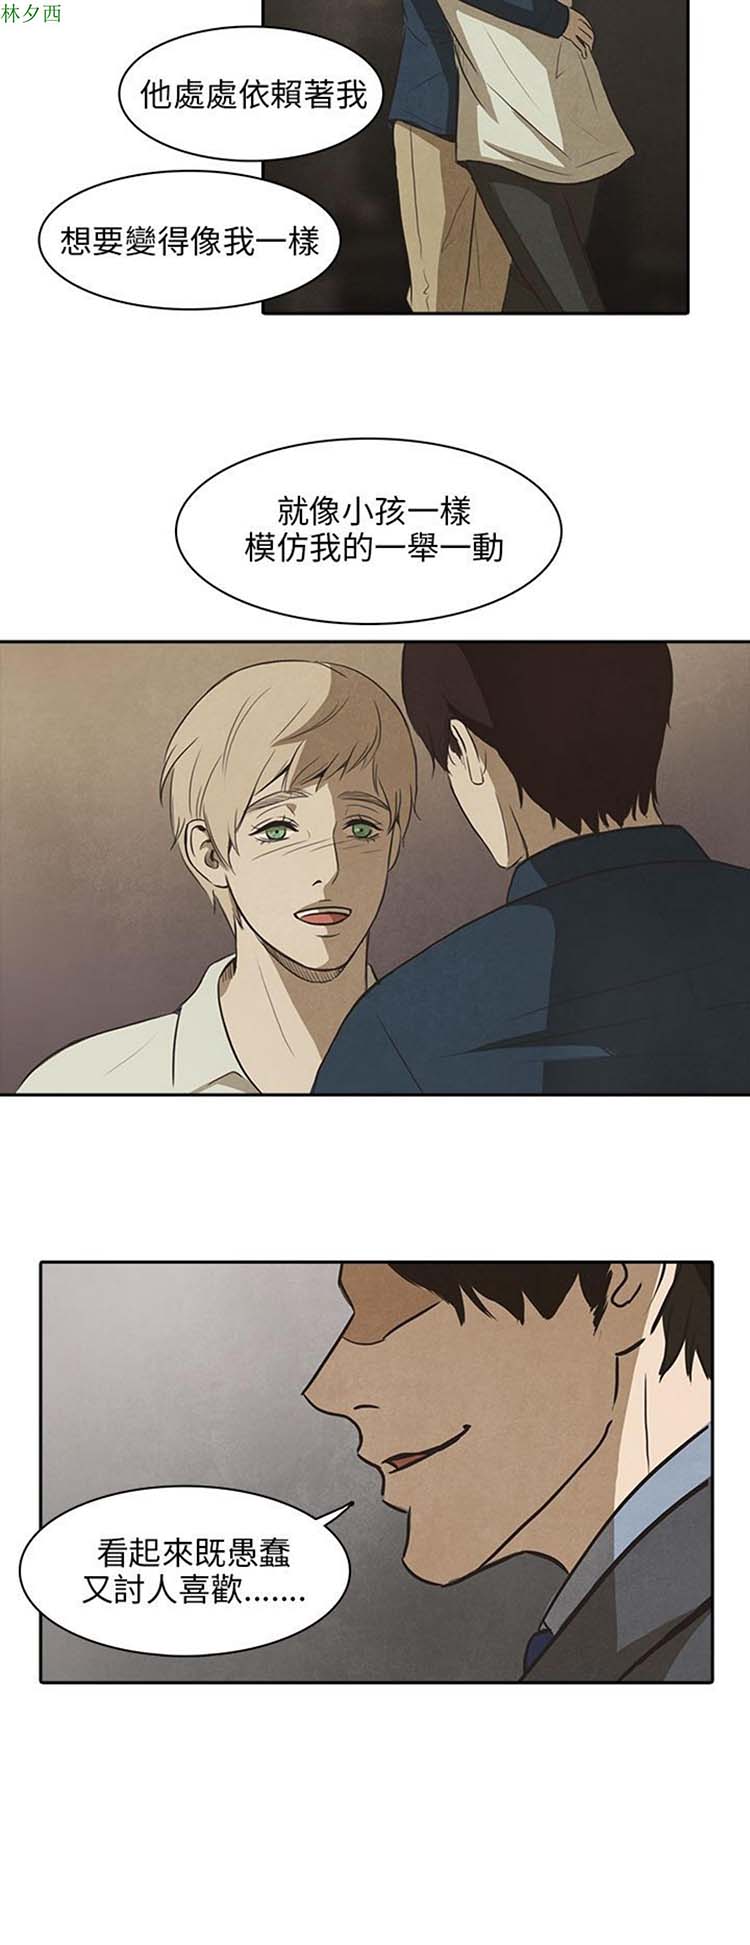 林夕西
他處處依賴著我
想要變得像我一樣
就像小孩一樣
模仿我的一舉一動
看起來既愚蠢
又討人喜歡.......